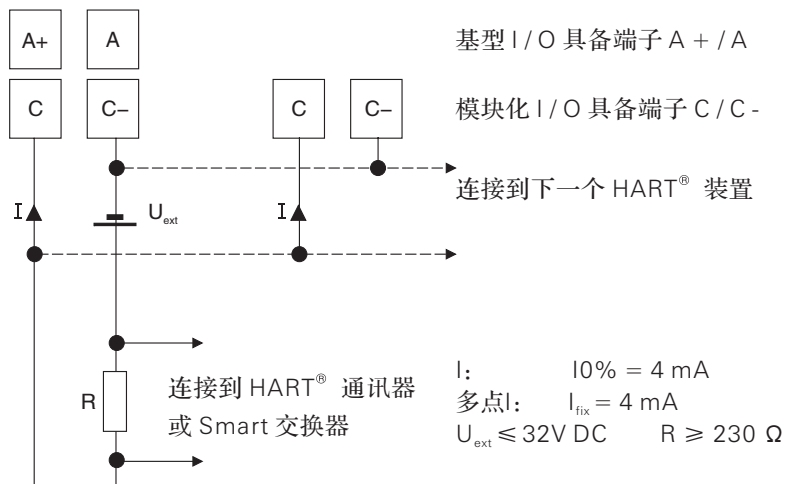 A+ A
基型 I / O 具备端子 A + / A
C C– C C–
模块化 I / O 具备端子 C / C -
连接到下一个 HART® 装置
I Uext I
连接到 HART® 通讯器
或 Smart 交换器
R
I: I0% = 4 mA
多点I: Ifix = 4 mA
Uext ≤ 32V DC R ≥ 230 Ω